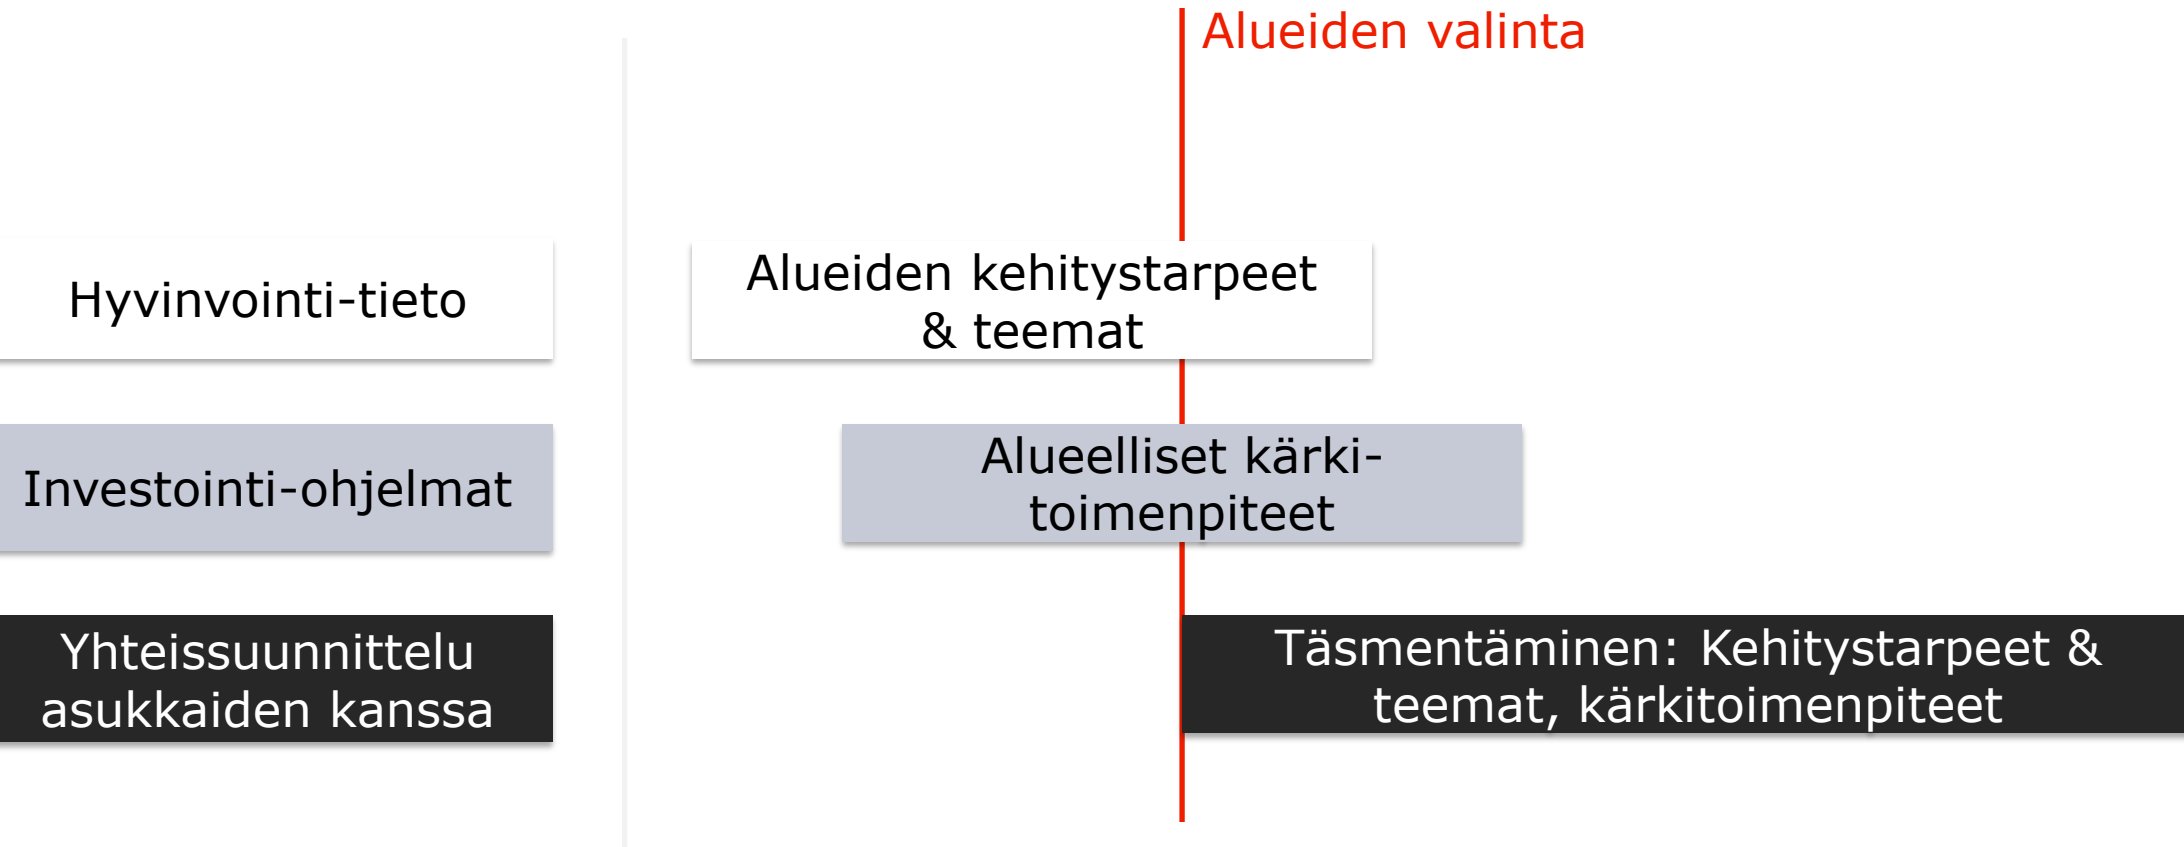 Alueiden valinta
Hyvinvointi-tieto
Alueiden kehitystarpeet
& teemat
Investointi-ohjelmat
Alueelliset kärki-
toimenpiteet
Yhteissuunnittelu
asukkaiden kanssa
Täsmentäminen: Kehitystarpeet &
teemat, kärkitoimenpiteet